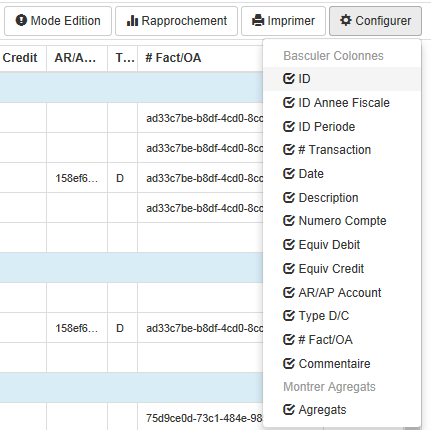 Mode Edition Rapprochement Imprimer Configurer
Credit AR/A... T... # Fact/OA
Basculer Colonnes
ID
ID Annee Fiscale
ID Periode
# Transaction
Date
Description
Numero Compte
Equiv Debit
Equiv Credit
AR/AP Account
Type D/C
# Fact/OA
Commentaire
Montrer Agregats
Agregats
ad33c7be-b8df-4cd0-8cc
ad33c7be-b8df-4cd0-8cc
158ef6... D ad33c7be-b8df-4cd0-8cc
ad33c7be-b8df-4cd0-8cc
158ef6... D ad33c7be-b8df-4cd0-8cc
75d9ce0d-73c1-484e-98